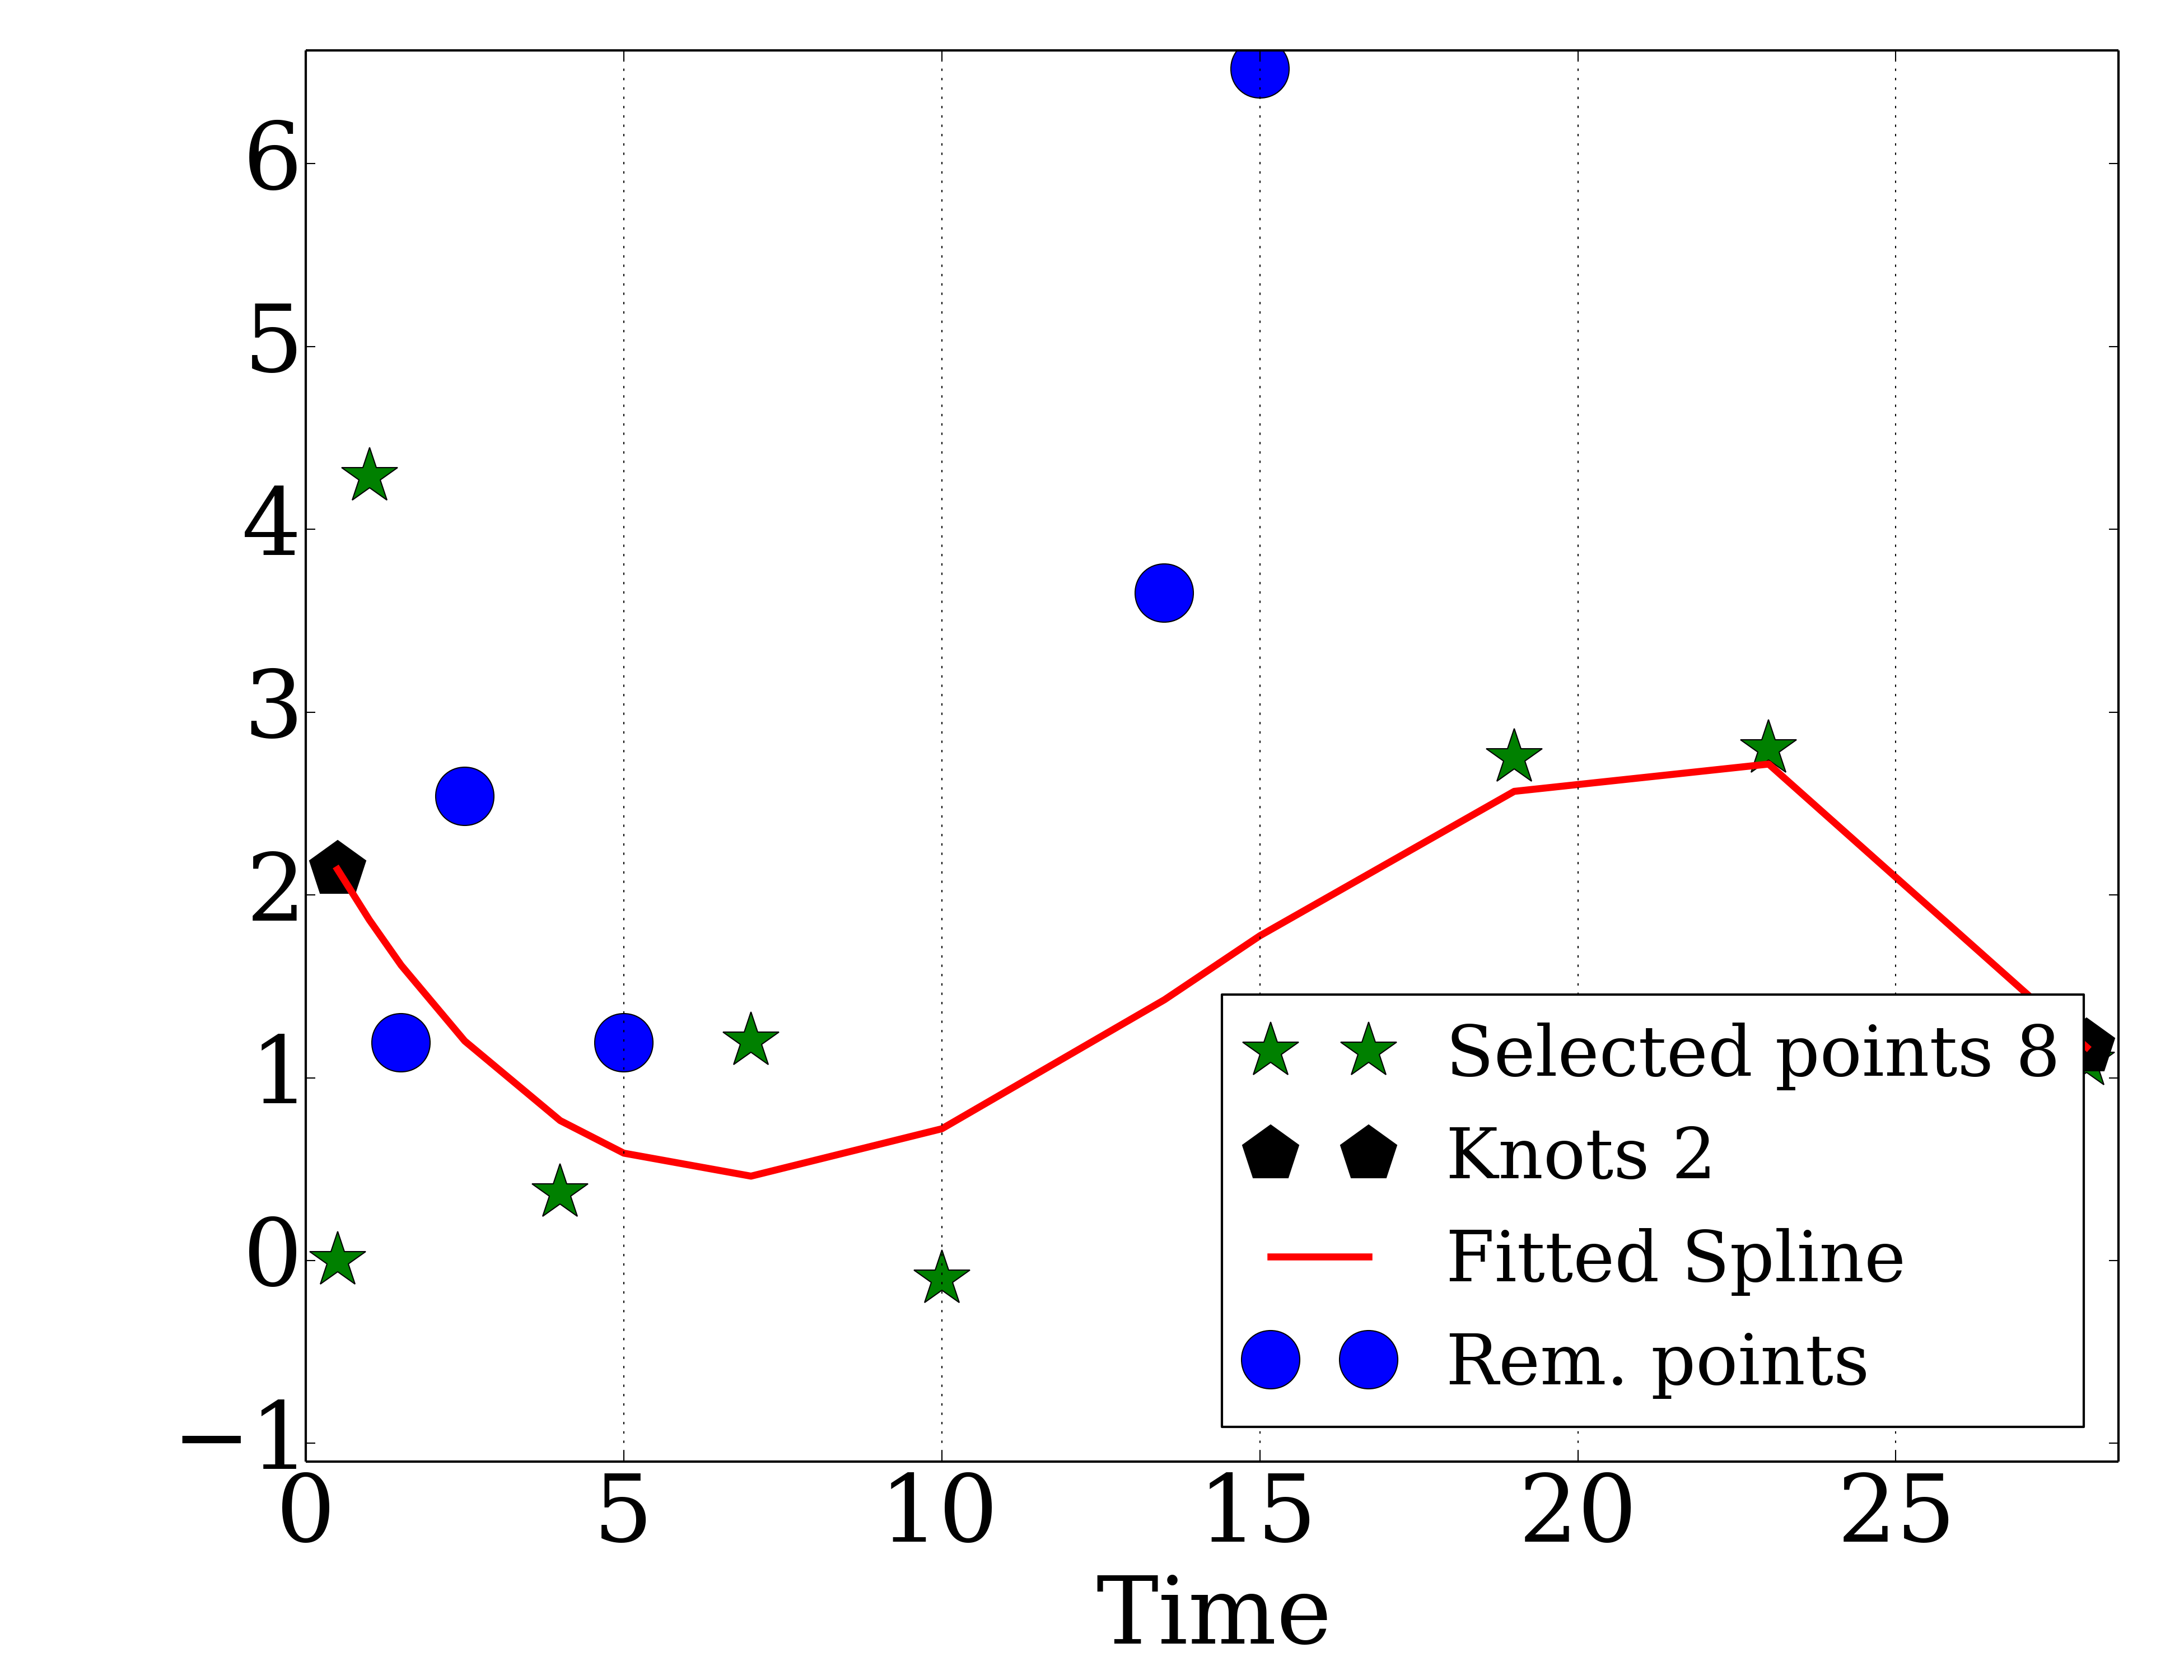 6
5
4
3
2
1
0
−1
0 5 10 15 20 25
Time
Selected points 8
Knots 2
Fitted Spline
Rem. points